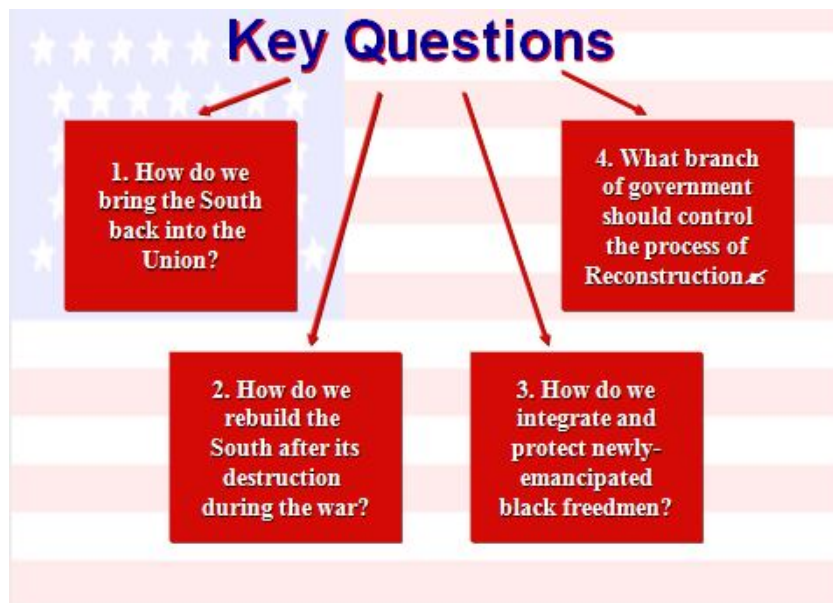 Key Questions
1. How do we
bring the South
back into the
Union?
2. How do we
rebuild the
South after its
destruction
during the war?
3. How do we
integrate and
protect newly-
emancipated
black freedmen?
4. What branch
of government
should control
the process of
Reconstruction